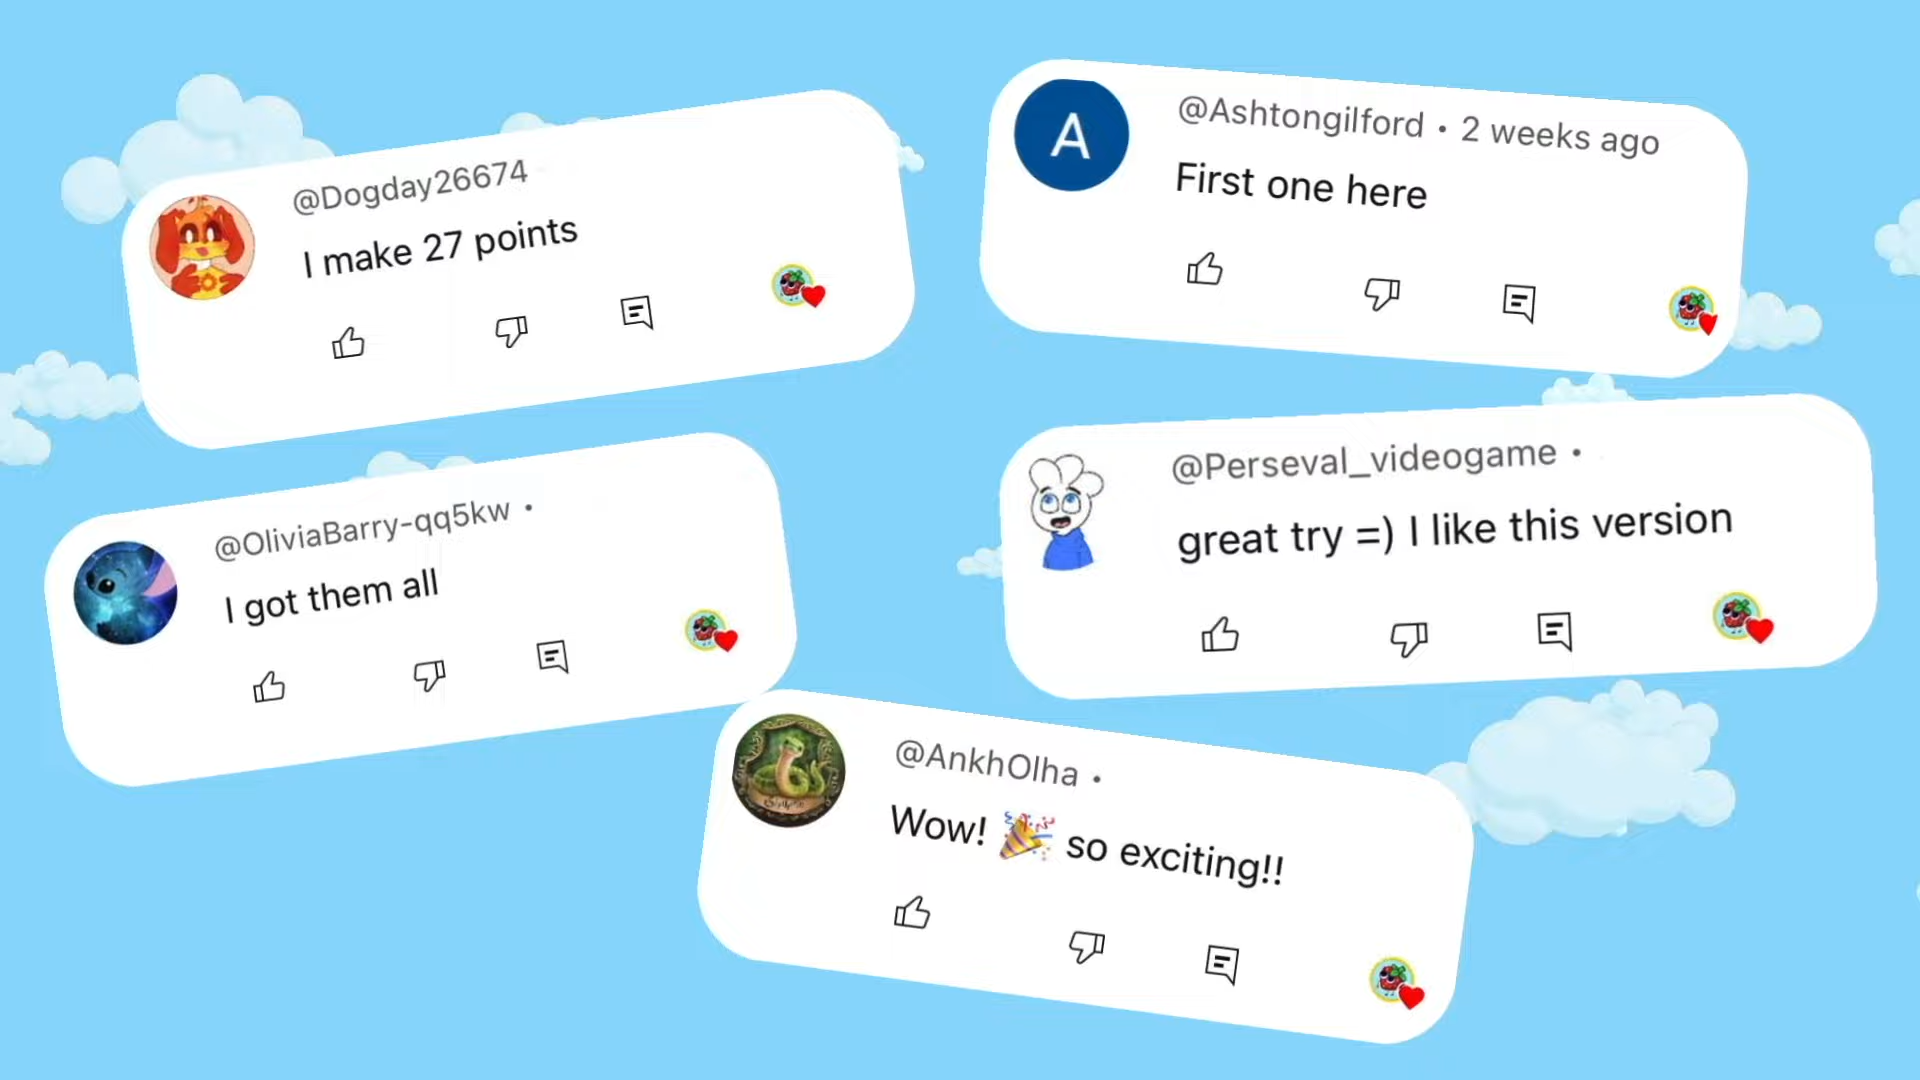 @Dogday26674
I make 27 points
@Ashtongilford • 2 weeks ago
A
First one here
@OliviaBarry-qq5kw •
I got them all
@Perseval_videogame •
great try =) I like this version
@AnkhOlha •
Wow! 🎉 so exciting!!